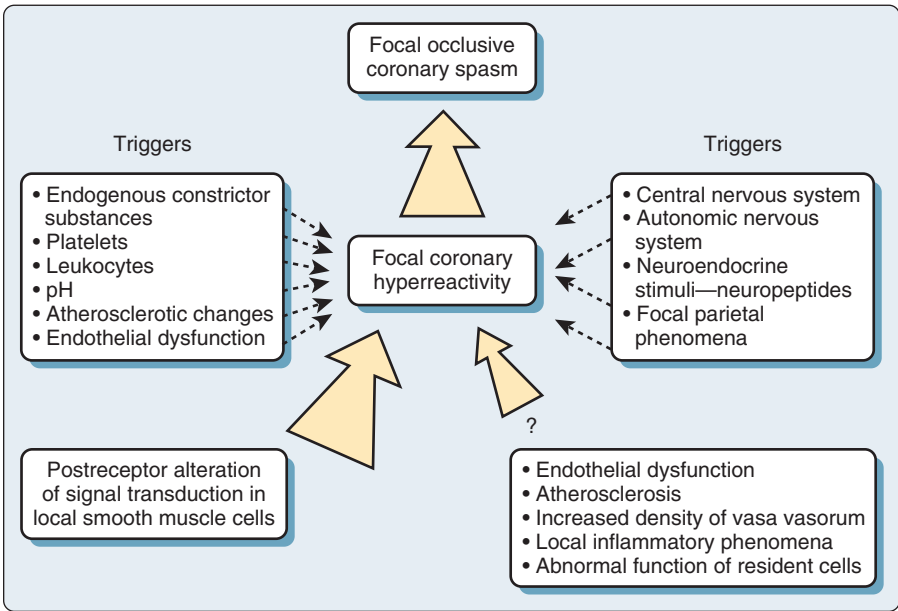 Focal occlusive
coronary spasm
Triggers
• Endogenous constrictor
substances
• Platelets
• Leukocytes
• pH
• Atherosclerotic changes
• Endothelial dysfunction
Focal coronary
hyperreactivity
Triggers
• Central nervous system
• Autonomic nervous
system
• Neuroendocrine
stimuli—neuropeptides
• Focal parietal
phenomena
Postreceptor alteration
of signal transduction in
local smooth muscle cells
?
• Endothelial dysfunction
• Atherosclerosis
• Increased density of vasa vasorum
• Local inflammatory phenomena
• Abnormal function of resident cells